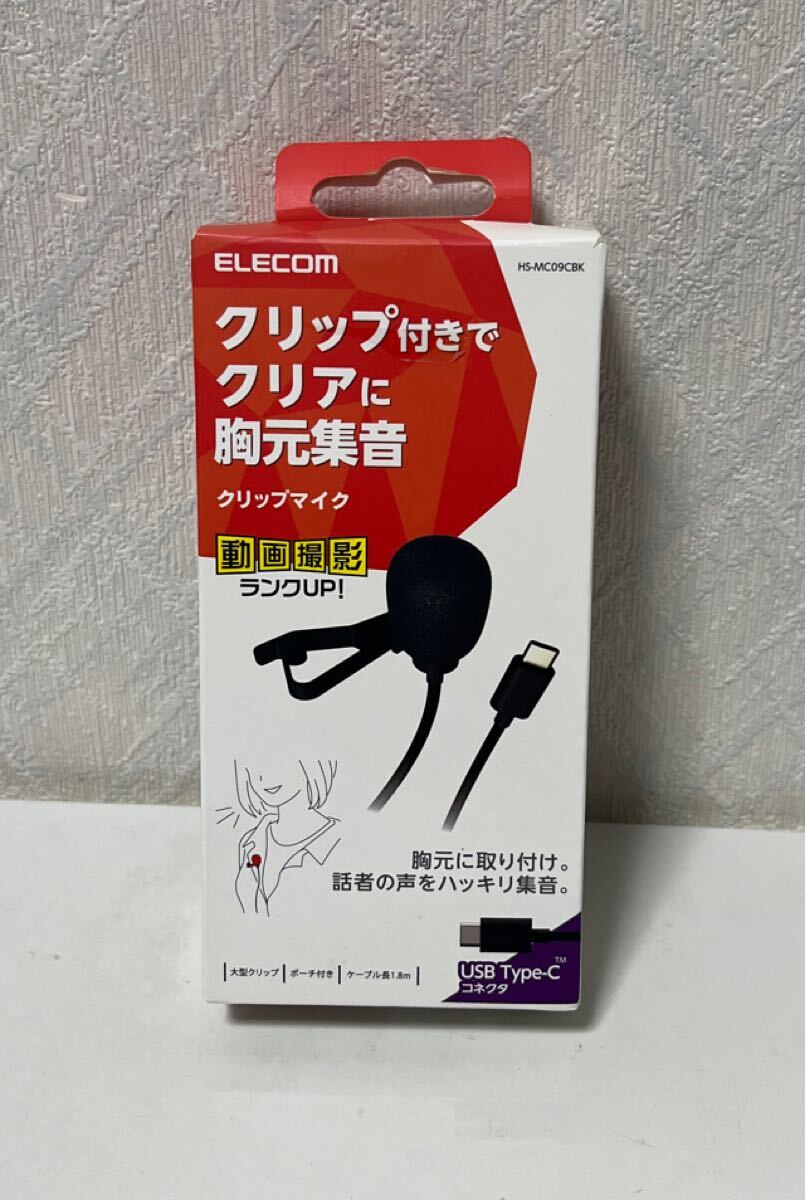 ELECOM
HS-MC09CBK
クリップ付きで
クリアに
胸元集音
クリップマイク
動画撮影
ランクUP!
胸元に取り付け。
話者の声をハッキリ集音。
大型クリップ ポーチ付き ケーブル長1.8m
USB Type-C™
コネクタ